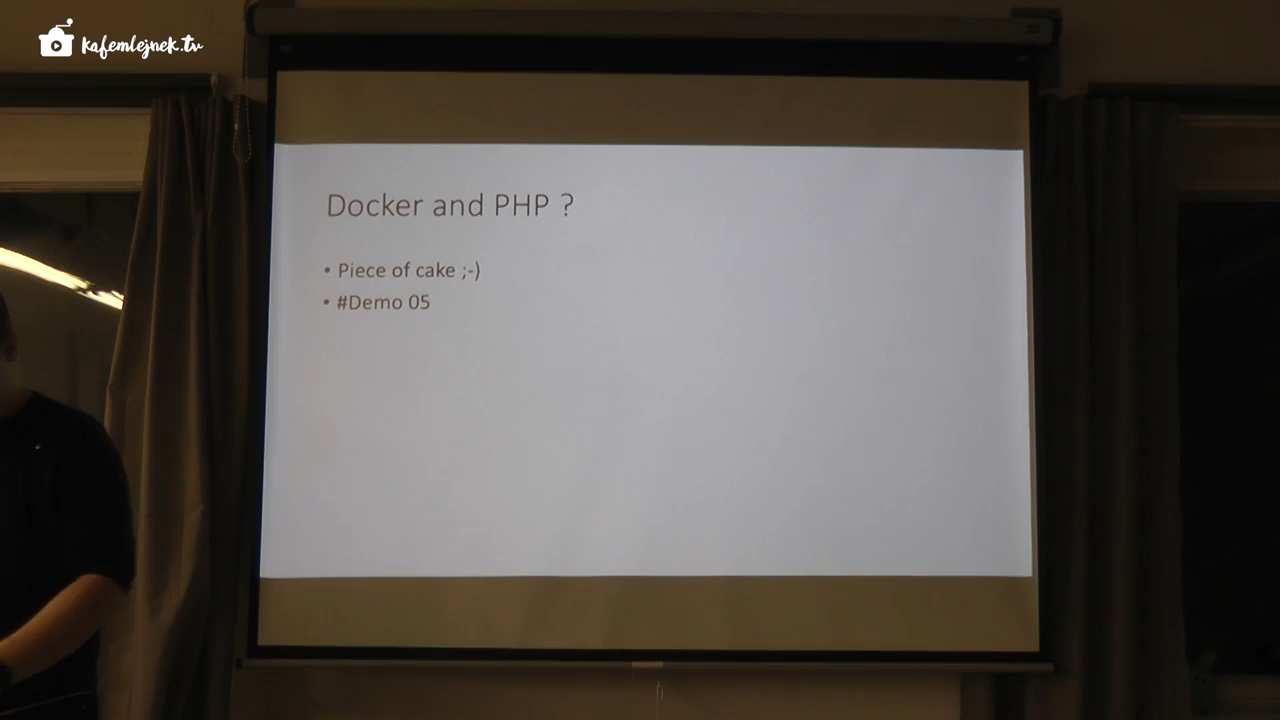 kafemlejnek.tv
Docker and PHP ?
• Piece of cake ;-)
• #Demo 05